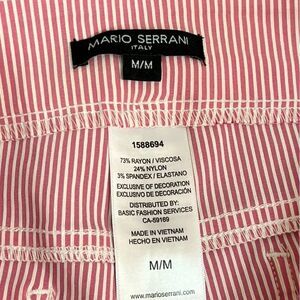 MARIO SERRANI
ITALY
M/M
1588694
73% RAYON / VISCOSA
24% NYLON
3% SPANDEX / ELASTANO
EXCLUSIVE OF DECORATION
EXCLUSIVO DE DECORACIÓN
DISTRIBUTED BY:
BASIC FASHION SERVICES
CA-59169
MADE IN VIETNAM
HECHO EN VIETNAM
M/M
www.marioserrani.com